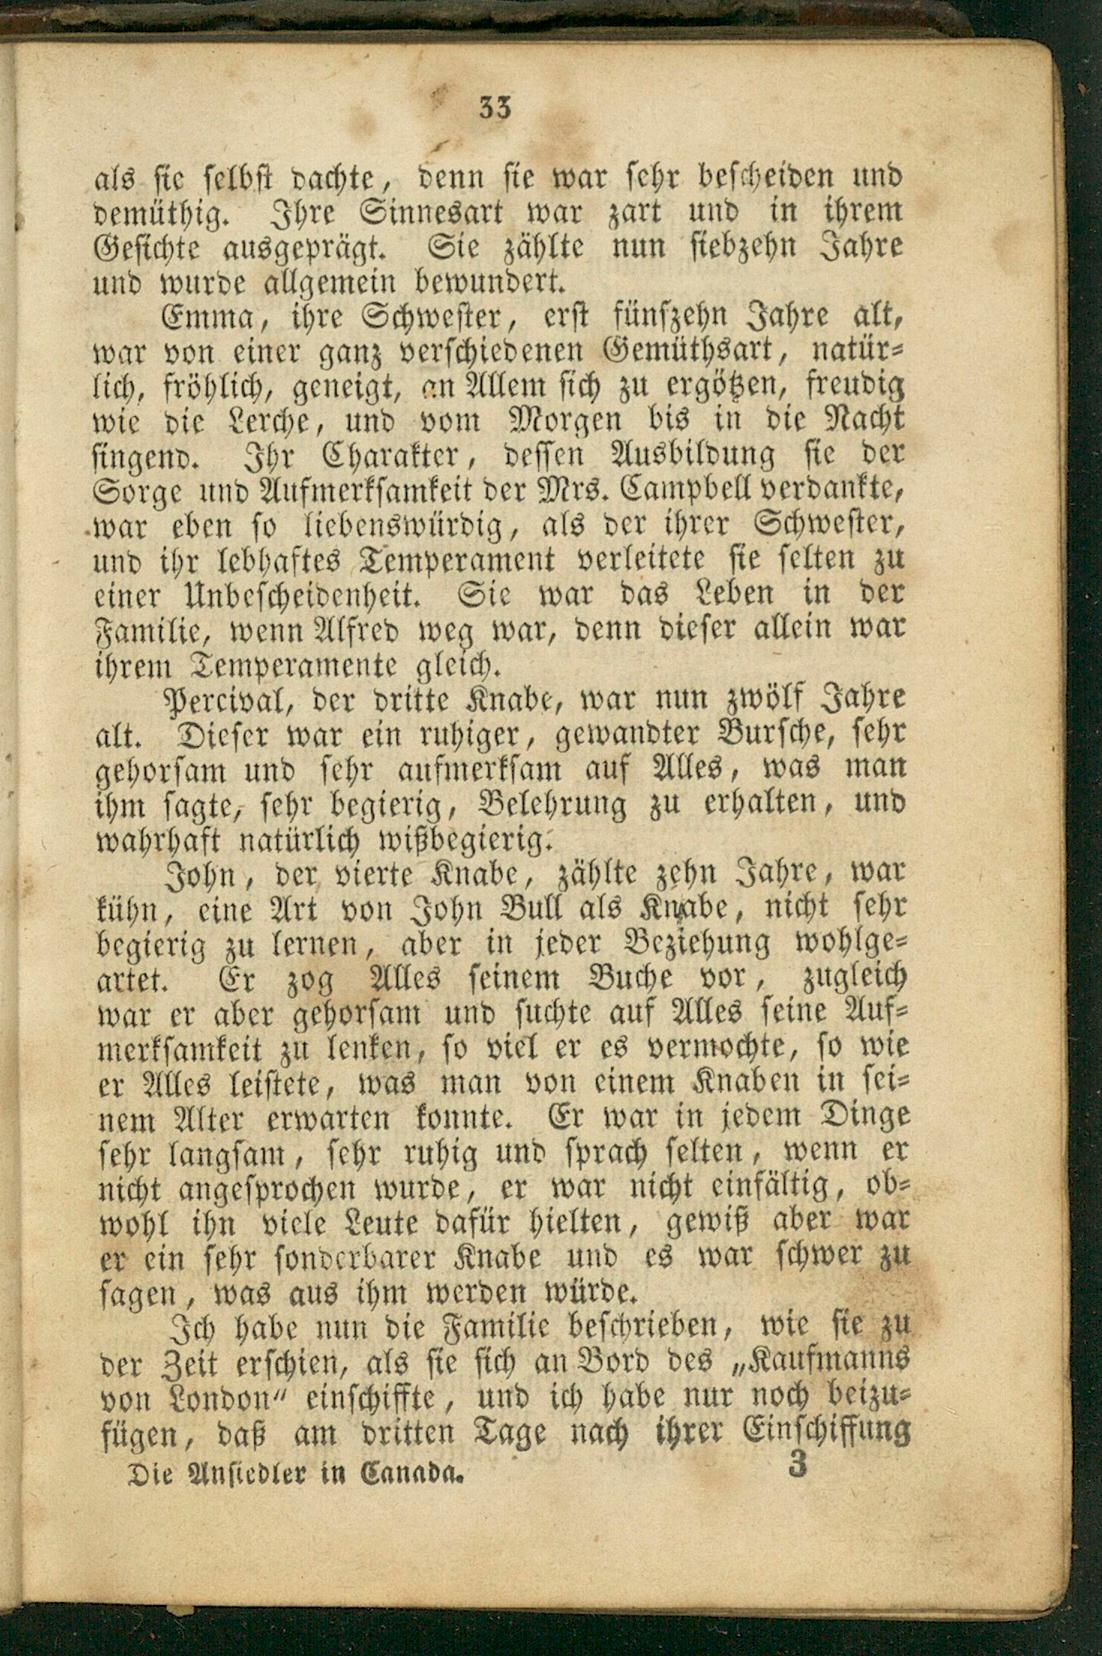 33
als sie selbst dachte, denn sie war sehr bescheiden und
demüthig. Ihre Sinnesart war zart und in ihrem
Gesichte ausgeprägt. Sie zählte nun siebzehn Jahre
und wurde allgemein bewundert.
Emma, ihre Schwester, erst fünfzehn Jahre alt,
war von einer ganz verschiedenen Gemüthsart, natür-
lich, fröhlich, geneigt, an Allem sich zu ergötzen, freudig
wie die Lerche, und vom Morgen bis in die Nacht
singend. Ihr Charakter, dessen Ausbildung sie der
Sorge und Aufmerksamkeit der Mrs. Campbell verdankte,
war eben so liebenswürdig, als der ihrer Schwester,
und ihr lebhaftes Temperament verleitete sie selten zu
einer Unbescheidenheit. Sie war das Leben in der
Familie, wenn Alfred weg war, denn dieser allein war
ihrem Temperamente gleich.
Percival, der dritte Knabe, war nun zwölf Jahre
alt. Dieser war ein ruhiger, gewandter Bursche, sehr
gehorsam und sehr aufmerksam auf Alles, was man
ihm sagte, sehr begierig, Belehrung zu erhalten, und
wahrhaft natürlich wißbegierig.
John, der vierte Knabe, zählte zehn Jahre, war
kühn, eine Art von John Bull als Knabe, nicht sehr
begierig zu lernen, aber in jeder Beziehung wohlge-
artet. Er zog Alles seinem Buche vor, zugleich
war er aber gehorsam und suchte auf Alles seine Auf-
merksamkeit zu lenken, so viel er es vermochte, so wie
er Alles leistete, was man von einem Knaben in sei-
nem Alter erwarten konnte. Er war in jedem Dinge
sehr langsam, sehr ruhig und sprach selten, wenn er
nicht angesprochen wurde, er war nicht einfältig, ob-
wohl ihn viele Leute dafür hielten, gewiß aber war
er ein sehr sonderbarer Knabe und es war schwer zu
sagen, was aus ihm werden würde.
Ich habe nun die Familie beschrieben, wie sie zu
der Zeit erschien, als sie sich an Bord des „Kaufmanns
von London“ einschiffte, und ich habe nur noch beizu-
fügen, daß am dritten Tage nach ihrer Einschiffung
Die Ansiedler in Canada. 3